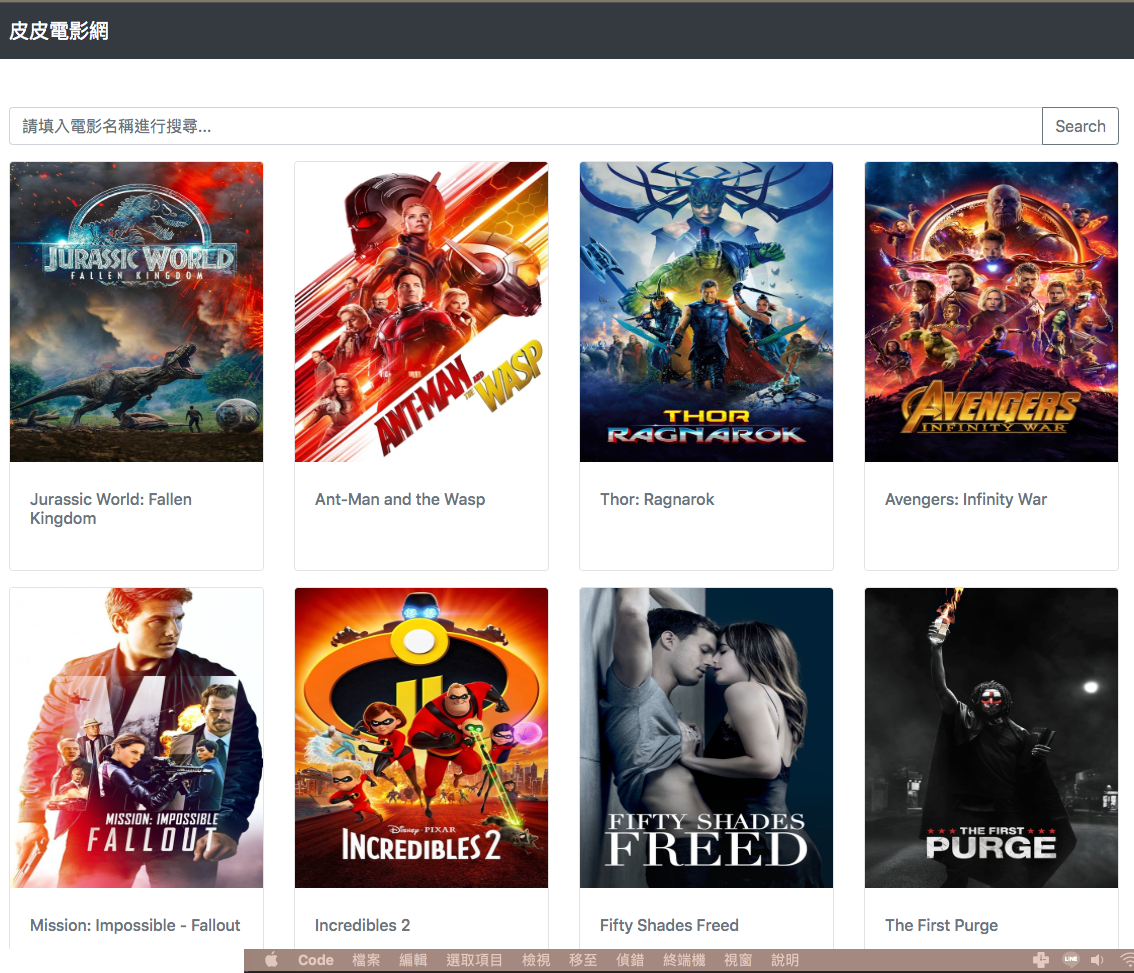 皮皮電影網
請填入電影名稱進行搜尋...
Search
JURASSIC WORLD
FALLEN KINGDOM
ANT-MAN
AND
THE
WASP
THOR
RAGNAROK
AVENGERS
INFINITY WAR
Jurassic World: Fallen
Kingdom
Ant-Man and the Wasp
Thor: Ragnarok
Avengers: Infinity War
MISSION: IMPOSSIBLE
FALLOUT
Disney · PIXAR
INCREDIBLES 2
FIFTY SHADES
FREED
THE FIRST
PURGE
Mission: Impossible - Fallout
Incredibles 2
Fifty Shades Freed
The First Purge
Code 檔案 編輯 選取項目 檢視 移至 偵錯 終端機 視窗 說明 LINE